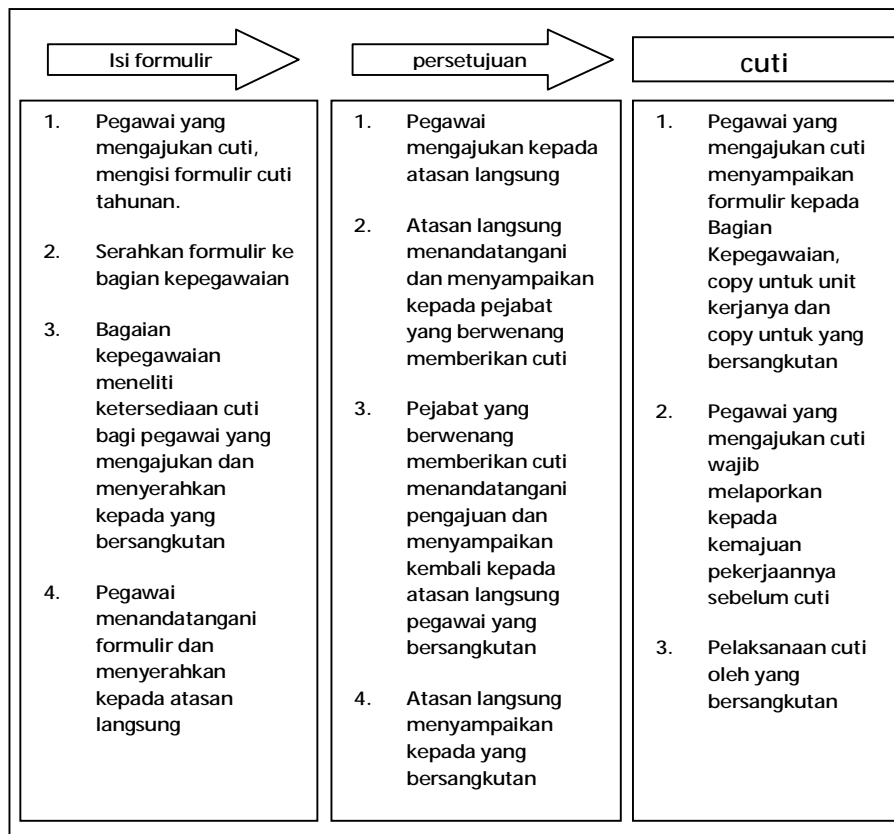 Isi formulir
persetujuan
cuti
1. Pegawai yang
mengajukan cuti,
mengisi formulir cuti
tahunan.
2. Serahkan formulir ke
bagian kepegawaian
3. Bagaian
kepegawaian
meneliti
ketersediaan cuti
bagi pegawai yang
mengajukan dan
menyerahkan
kepada yang
bersangkutan
4. Pegawai
menandatangani
formulir dan
menyerahkan
kepada atasan
langsung
1. Pegawai
mengajukan kepada
atasan langsung
2. Atasan langsung
menandatangani
dan menyampaikan
kepada pejabat
yang berwenang
memberikan cuti
3. Pejabat yang
berwenang
memberikan cuti
menandatangani
pengajuan dan
menyampaikan
kembali kepada
atasan langsung
pegawai yang
bersangkutan
4. Atasan langsung
menyampaikan
kepada yang
bersangkutan
1. Pegawai yang
mengajukan cuti
menyampaikan
formulir kepada
Bagian
Kepegawaian,
copy untuk unit
kerjanya dan
copy untuk yang
bersangkutan
2. Pegawai yang
mengajukan cuti
wajib
melaporkan
kepada
kemajuan
pekerjaannya
sebelum cuti
3. Pelaksanaan cuti
oleh yang
bersangkutan